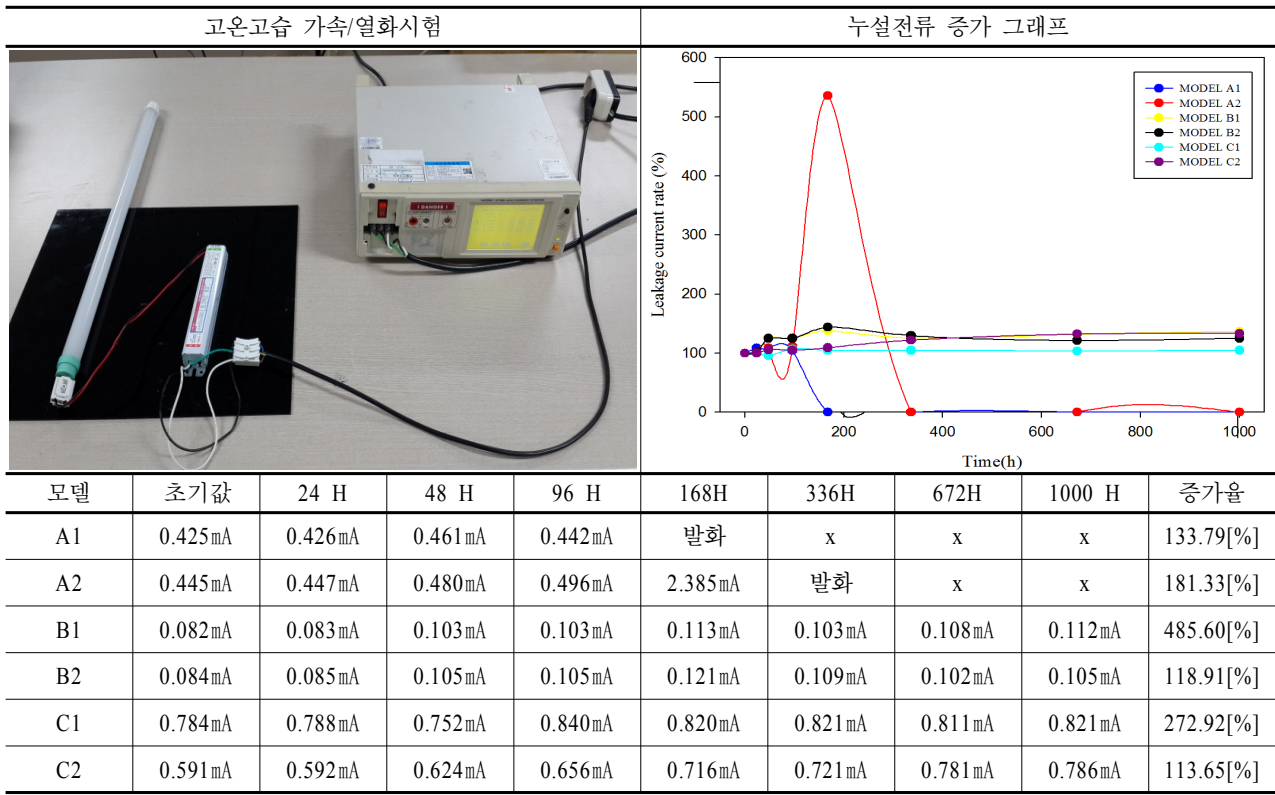 고온고습 가속/열화시험
누설전류 증가 그래프
! DANGER !
600
500
400
300
200
100
0
Leakage current rate (%)
MODEL A1
MODEL A2
MODEL B1
MODEL B2
MODEL C1
MODEL C2
0 200 400 600 800 1000
Time(h)
모델 초기값 24 H 48 H 96 H 168H 336H 672H 1000 H 증가율
A1 0.425㎃ 0.426㎃ 0.461㎃ 0.442㎃ 발화 x x x 133.79[%]
A2 0.445㎃ 0.447㎃ 0.480㎃ 0.496㎃ 2.385㎃ 발화 x x 181.33[%]
B1 0.082㎃ 0.083㎃ 0.103㎃ 0.103㎃ 0.113㎃ 0.103㎃ 0.108㎃ 0.112㎃ 485.60[%]
B2 0.084㎃ 0.085㎃ 0.105㎃ 0.105㎃ 0.121㎃ 0.109㎃ 0.102㎃ 0.105㎃ 118.91[%]
C1 0.784㎃ 0.788㎃ 0.752㎃ 0.840㎃ 0.820㎃ 0.821㎃ 0.811㎃ 0.821㎃ 272.92[%]
C2 0.591㎃ 0.592㎃ 0.624㎃ 0.656㎃ 0.716㎃ 0.721㎃ 0.781㎃ 0.786㎃ 113.65[%]